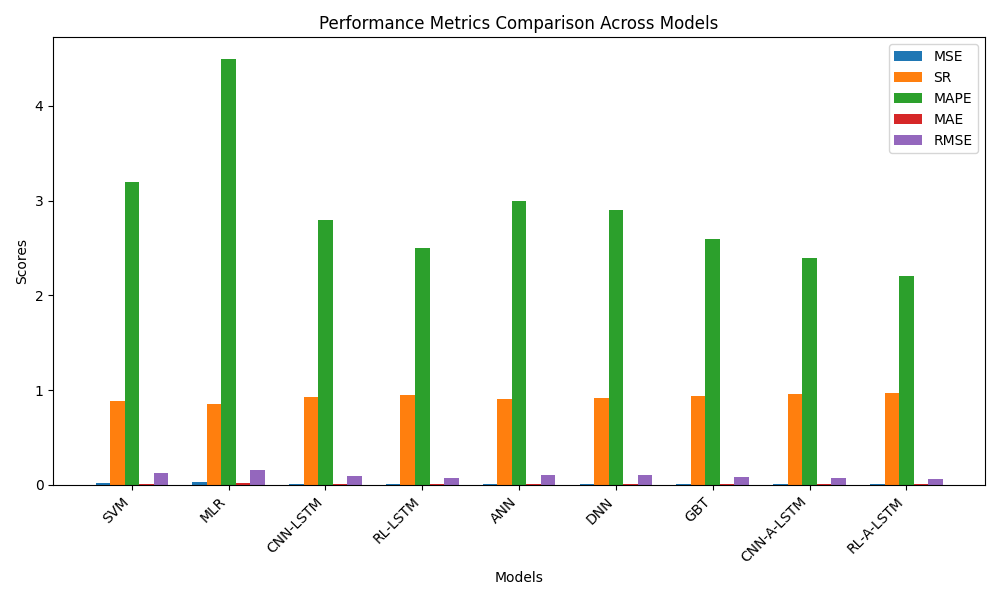 Performance Metrics Comparison Across Models
MSE
SR
MAPE
MAE
RMSE
Scores
4
3
2
1
0
SVM
MLR
CNN-LSTM
RL-LSTM
ANN
DNN
GBT
CNN-A-LSTM
RL-A-LSTM
Models